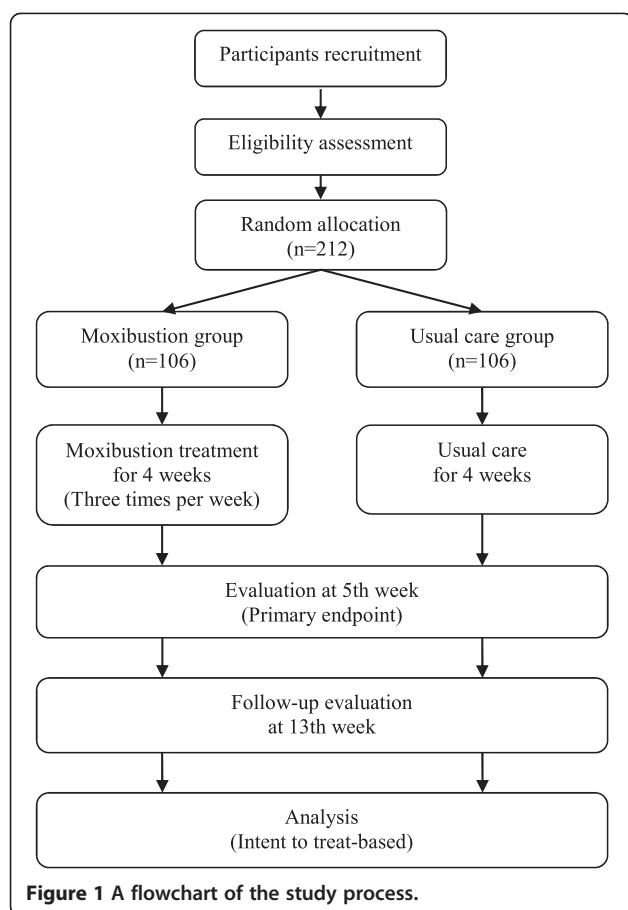 Participants recruitment
Eligibility assessment
Random allocation
(n=212)
Moxibustion group
(n=106)
Usual care group
(n=106)
Moxibustion treatment
for 4 weeks
(Three times per week)
Usual care
for 4 weeks
Evaluation at 5th week
(Primary endpoint)
Follow-up evaluation
at 13th week
Analysis
(Intent to treat-based)
Figure 1 A flowchart of the study process.